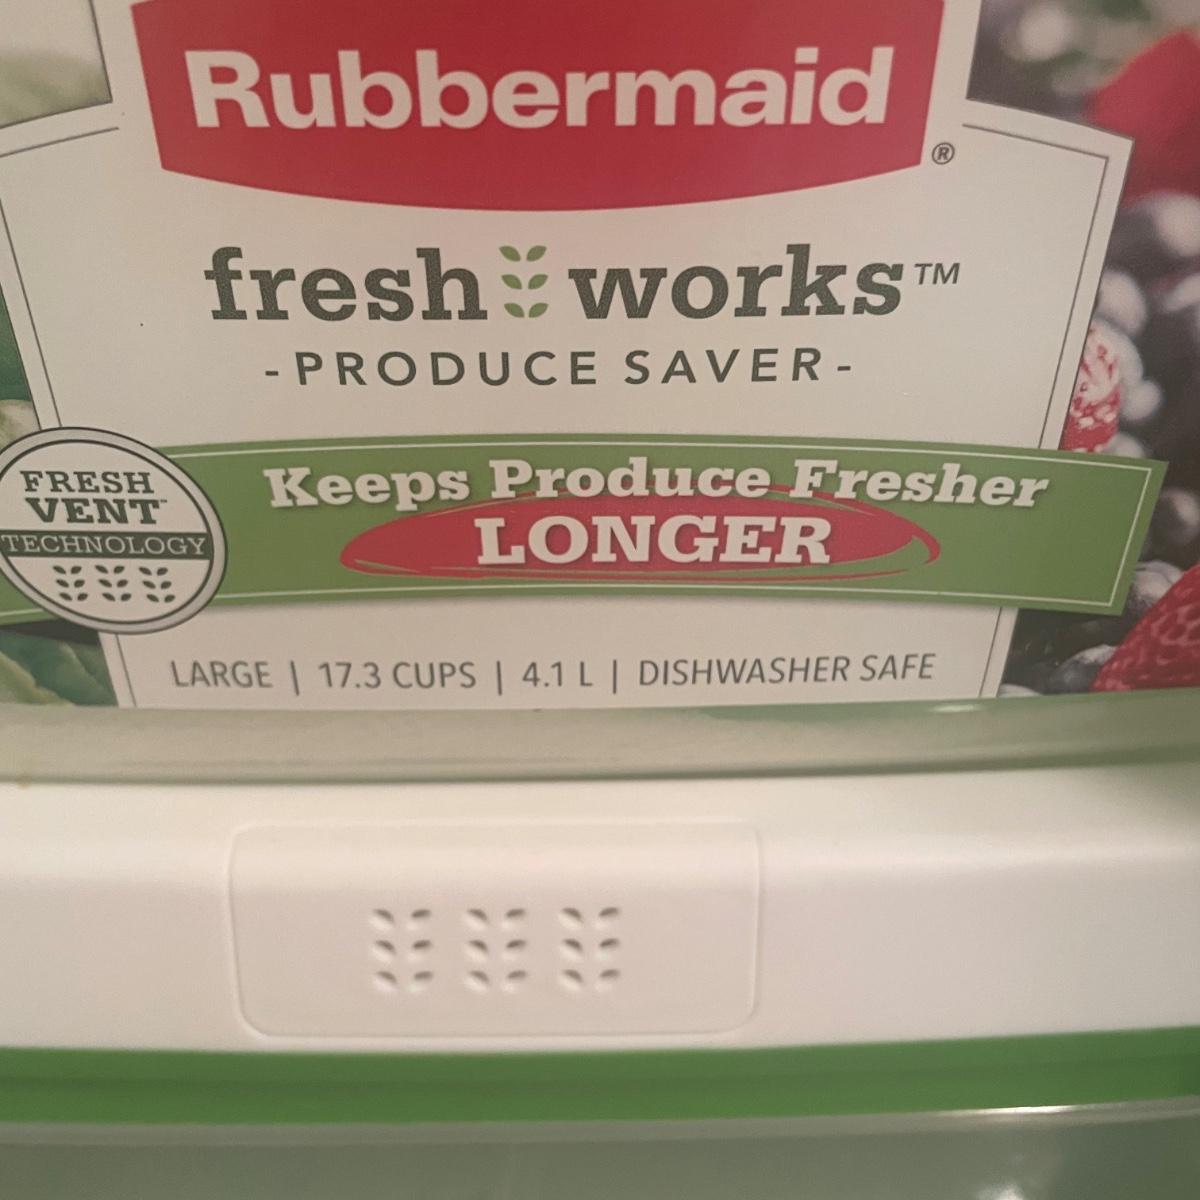 Rubbermaid®
fresh works™
-PRODUCE SAVER-
FRESH
VENT™
TECHNOLOGY
Keeps Produce Fresher
LONGER
LARGE | 17.3 CUPS | 4.1 L | DISHWASHER SAFE